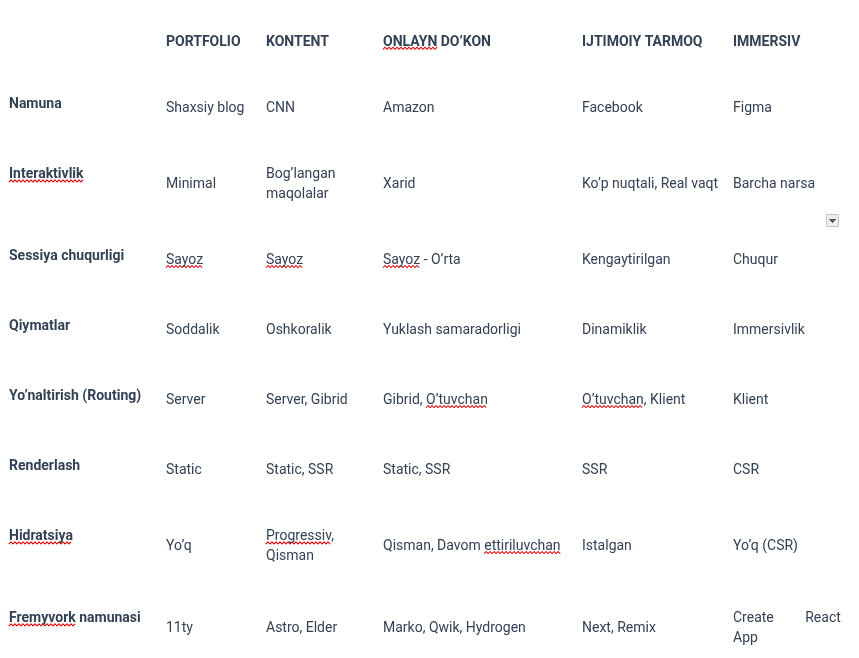 PORTFOLIO KONTENT ONLAYN DO’KON IJTIMOIY TARMOQ IMMERSIV
Namuna Shaxsiy blog CNN Amazon Facebook Figma
Interaktivlik Minimal Bog’langan maqolalar Xarid Ko’p nuqtali, Real vaqt Barcha narsa
Sessiya chuqurligi Sayoz Sayoz Sayoz - O’rta Kengaytirilgan Chuqur
Qiymatlar Soddalik Oshkoralik Yuklash samaradorligi Dinamiklik Immersivlik
Yo’naltirish (Routing) Server Server, Gibrid Gibrid, O’tuvchan O’tuvchan, Klient Klient
Renderlash Static Static, SSR Static, SSR SSR CSR
Hidratsiya Yo’q Progressiv, Qisman Qisman, Davom ettiriluvchan Istalgan Yo’q (CSR)
Fremyvork namunasi 11ty Astro, Elder Marko, Qwik, Hydrogen Next, Remix Create React App